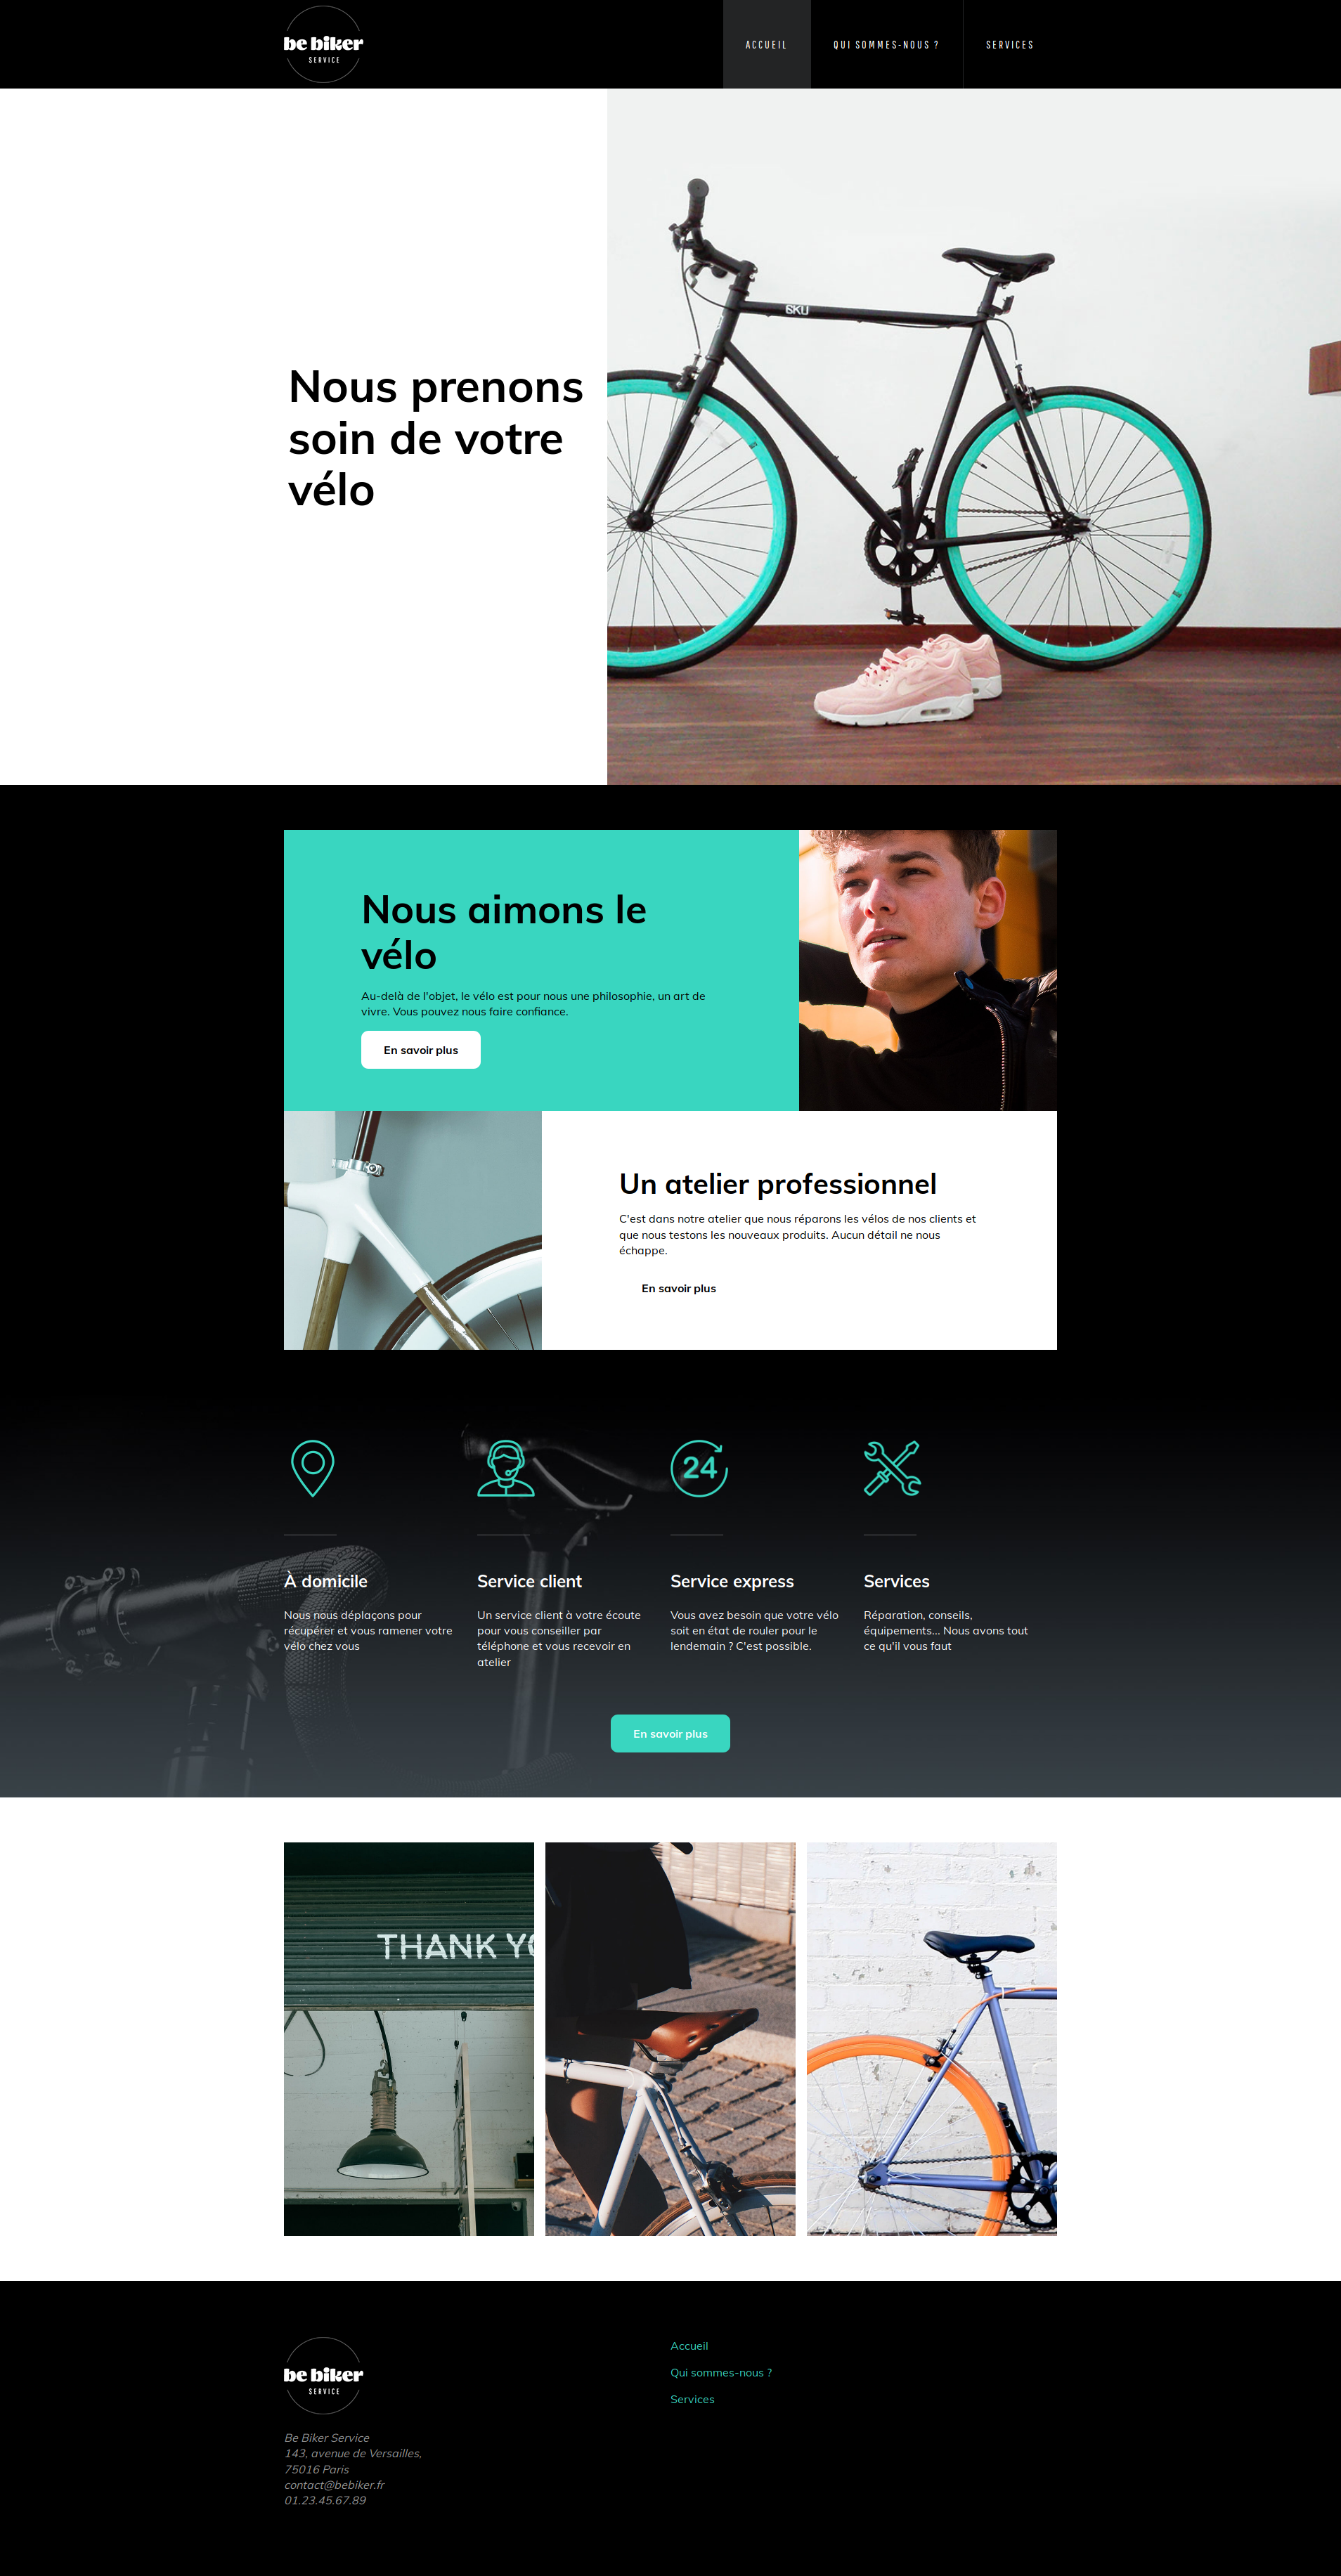 be biker
SERVICE
ACCUEIL
QUI SOMMES-NOUS ?
SERVICES
Nous prenons
soin de votre
vélo
Nous aimons le
vélo
Au-delà de l'objet, le vélo est pour nous une philosophie, un art de
vivre. Vous pouvez nous faire confiance.
En savoir plus
Un atelier professionnel
C'est dans notre atelier que nous réparons les vélos de nos clients et
que nous testons les nouveaux produits. Aucun détail ne nous
échappe.
En savoir plus
24
À domicile
Nous nous déplaçons pour
récupérer et vous ramener votre
vélo chez vous
Service client
Un service client à votre écoute
pour vous conseiller par
téléphone et vous recevoir en
atelier
Service express
Vous avez besoin que votre vélo
soit en état de rouler pour le
lendemain ? C'est possible.
Services
Réparation, conseils,
équipements... Nous avons tout
ce qu'il vous faut
En savoir plus
THANK YO
be biker
SERVICE
Be Biker Service
143, avenue de Versailles,
75016 Paris
contact@bebiker.fr
01.23.45.67.89
Accueil
Qui sommes-nous ?
Services